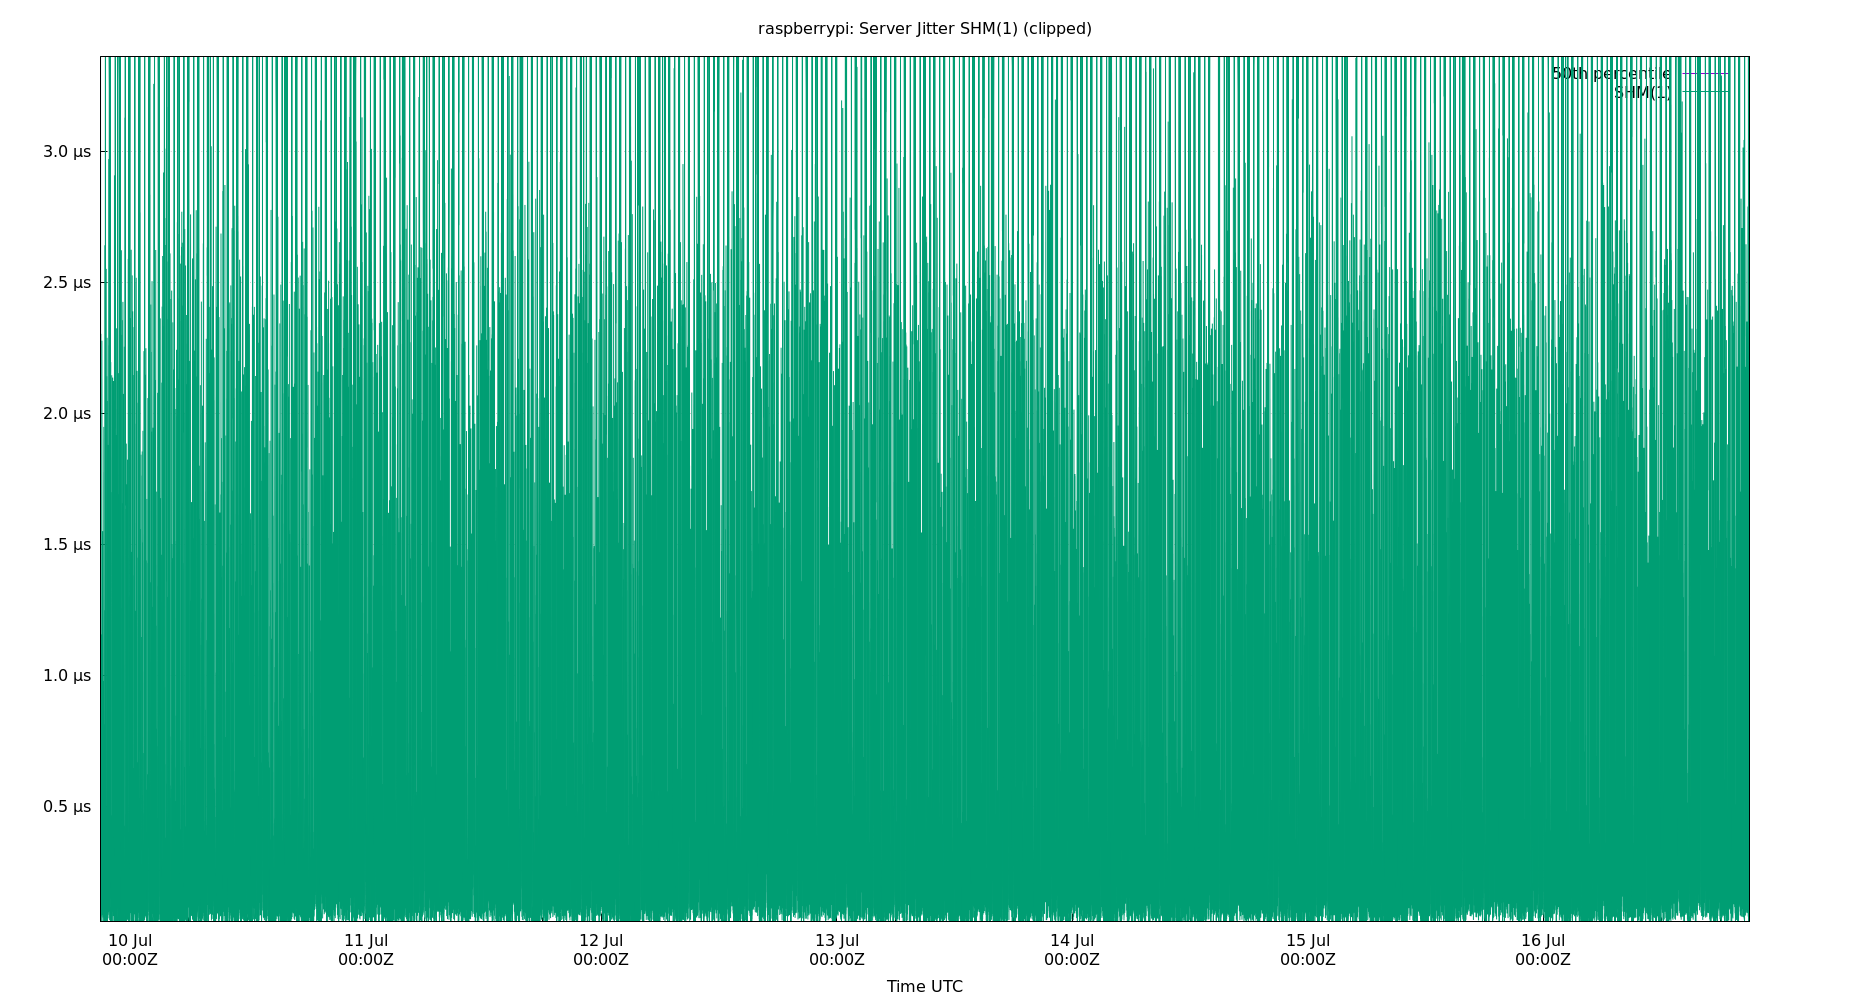 raspberrypi: Server Jitter SHM(1) (clipped)
50th percentile
SHM(1)
3.0 µs
2.5 µs
2.0 µs
1.5 µs
1.0 µs
0.5 µs
10 Jul 11 Jul 12 Jul 13 Jul 14 Jul 15 Jul 16 Jul
00:00Z 00:00Z 00:00Z 00:00Z 00:00Z 00:00Z 00:00Z
Time UTC